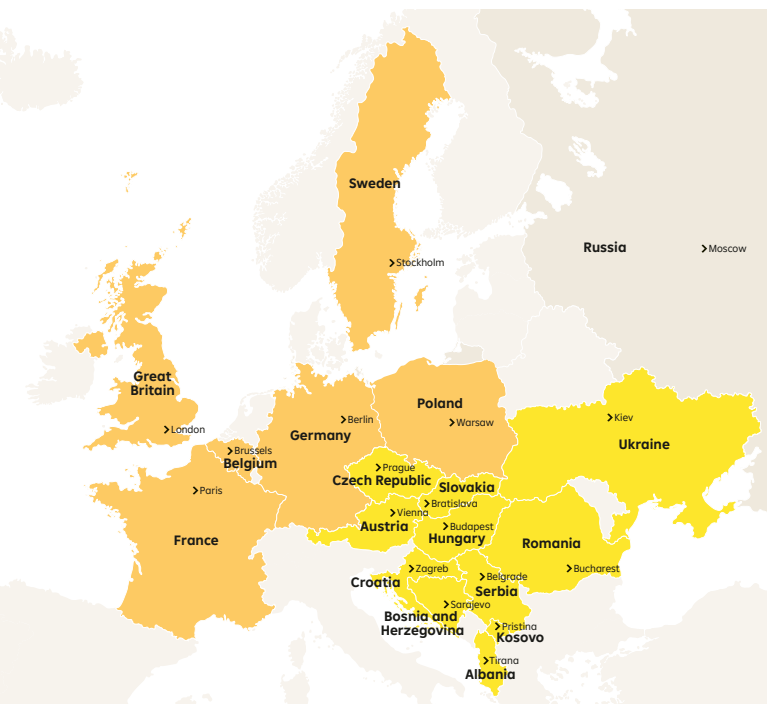 Sweden
Stockholm
Russia
Moscow
Great
Britain
London
Poland
Warsaw
Berlin
Germany
Kiev
Ukraine
Brussels
Belgium
Prague
Czech Republic
Slovakia
Paris
Bratislava
Vienna
Austria
Budapest
Hungary
France
Romania
Bucharest
Zagreb
Croatia
Belgrade
Serbia
Sarajevo
Bosnia and
Herzegovina
Pristina
Kosovo
Tirana
Albania